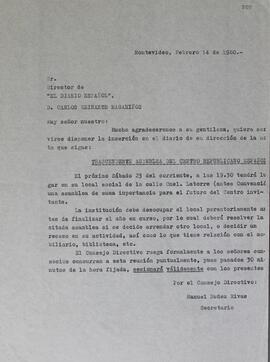 Montevideo, Febrero 14 de 1980.-
Sr.
Director de
"EL DIARIO ESPAÑOL",
D. CARLOS REINARTE MAGARIÑOS
Muy señor nuestro:
Mucho agradeceremos a su gentileza, quiera ser
virse disponer la inserción en el diario de su dirección de la no
ta que sigue:
TRASCENDENTE ASAMBLEA DEL CENTRO REPUBLICANO ESPAÑOL
El próximo Sábado 23 del corriente, a las 19.30 tendrá lu
gar en su local social de la calle Cnel. Latorre (antes Convención)
una asamblea de suma importancia para el futuro del Centro invi-
tante.
La institución debe desocupar el local perentoriamente an
tes de finalizar el año en curso, por lo cual deberá resolver la
citada asamblea si se decide arrendar otro local, o decidir un
receso en su actividad, así como lo que tiene relación con el mo-
biliario, biblioteca, etc.
El Consejo Directivo ruega formalmente a los señores aso-
ciados concurran a esta reunión puntualmente, pues pasados 30 mi-
nutos de la hora fijada, sesionará válidamente con los presentes
Por el Consejo Directivo:
Manuel Rivas
Secretario